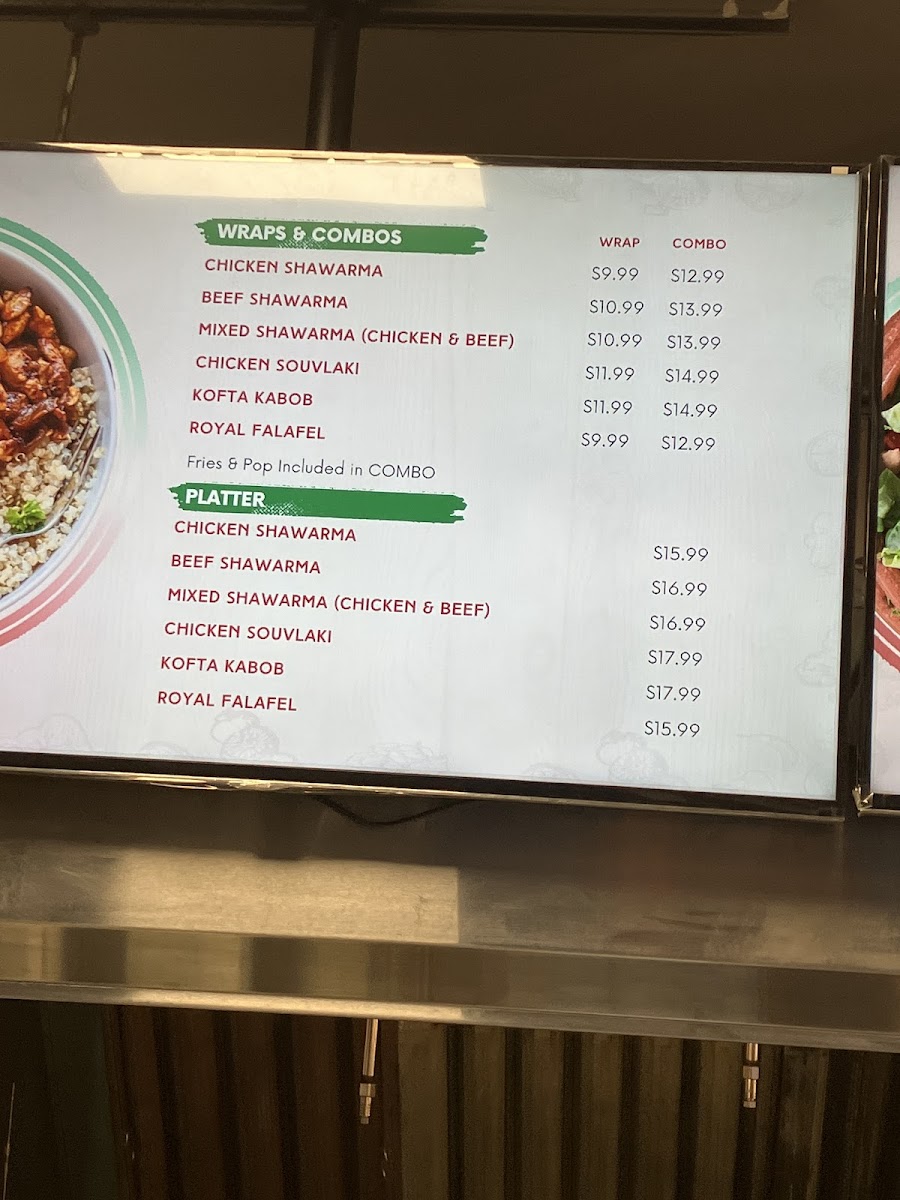 WRAPS & COMBOS WRAP COMBO
CHICKEN SHAWARMA $9.99 $12.99
BEEF SHAWARMA $10.99 $13.99
MIXED SHAWARMA (CHICKEN & BEEF) $10.99 $13.99
CHICKEN SOUVLAKI $11.99 $14.99
KOFTA KABOB $11.99 $14.99
ROYAL FALAFEL $9.99 $12.99
Fries & Pop Included in COMBO
PLATTER
CHICKEN SHAWARMA $15.99
BEEF SHAWARMA $16.99
MIXED SHAWARMA (CHICKEN & BEEF) $16.99
CHICKEN SOUVLAKI $17.99
KOFTA KABOB $17.99
ROYAL FALAFEL $15.99